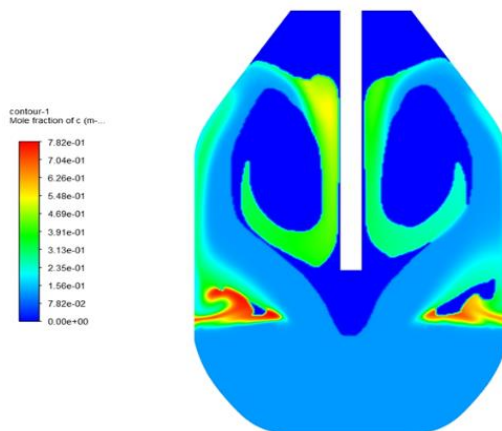 contour-1
Mole fraction of c (m-...
7.82e-01
7.04e-01
6.26e-01
5.48e-01
4.69e-01
3.91e-01
3.13e-01
2.35e-01
1.56e-01
7.82e-02
0.00e+00